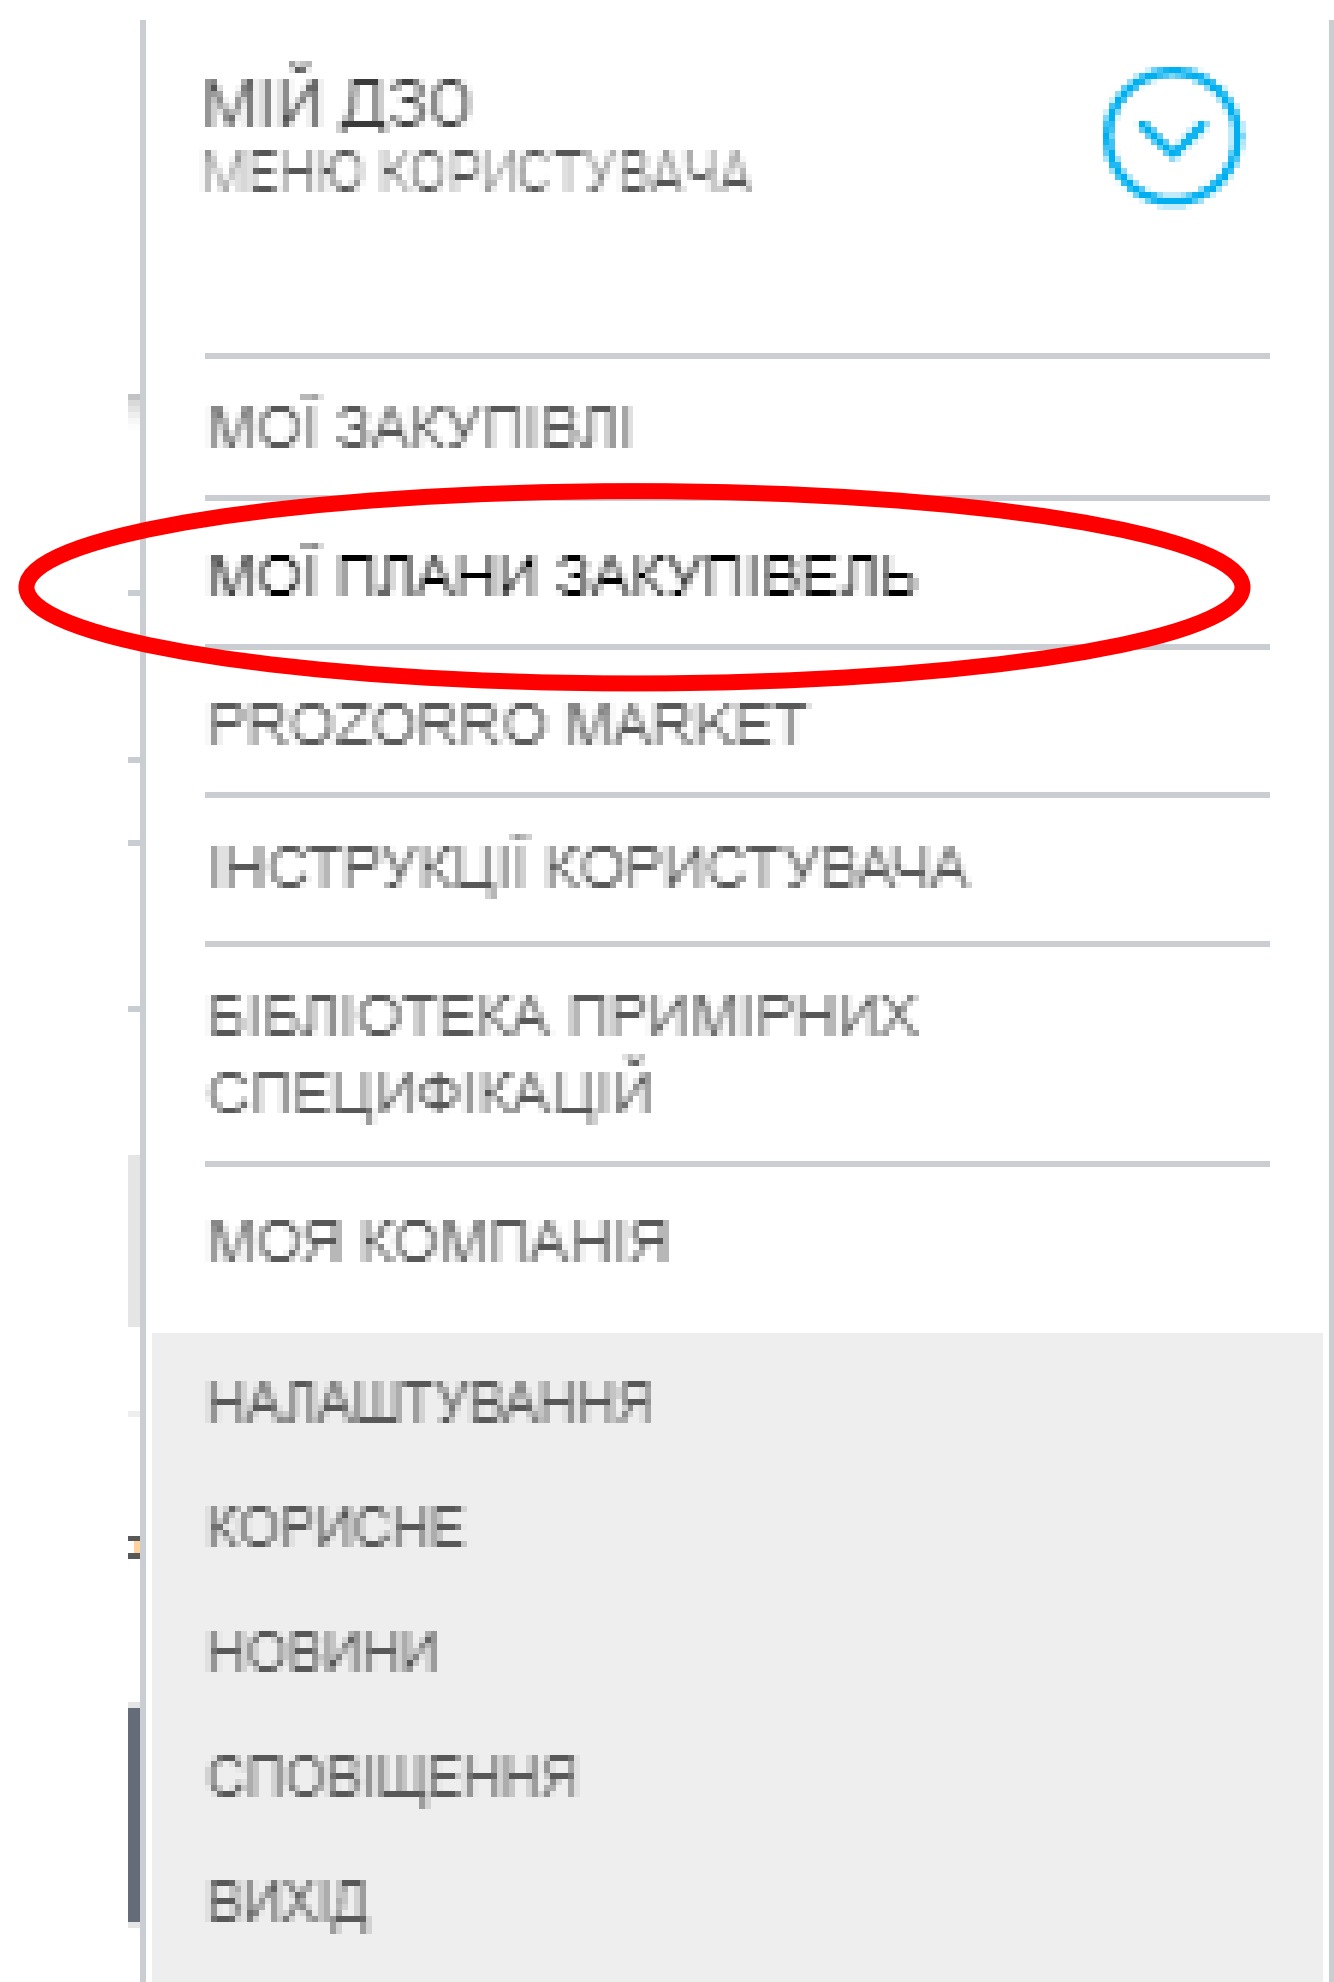 МІЙ ДЗО
МЕНЮ КОРИСТУВАЧА
МОЇ ЗАКУПІВЛІ
МОЇ ПЛАНИ ЗАКУПІВЕЛЬ
PROZORRO MARKET
ІНСТРУКЦІЇ КОРИСТУВАЧА
БІБЛІОТЕКА ПРИМІРНИХ
СПЕЦИФІКАЦІЙ
МОЯ КОМПАНІЯ
НАЛАШТУВАННЯ
КОРИСНЕ
НОВИНИ
СПОВІЩЕННЯ
ВИХІД